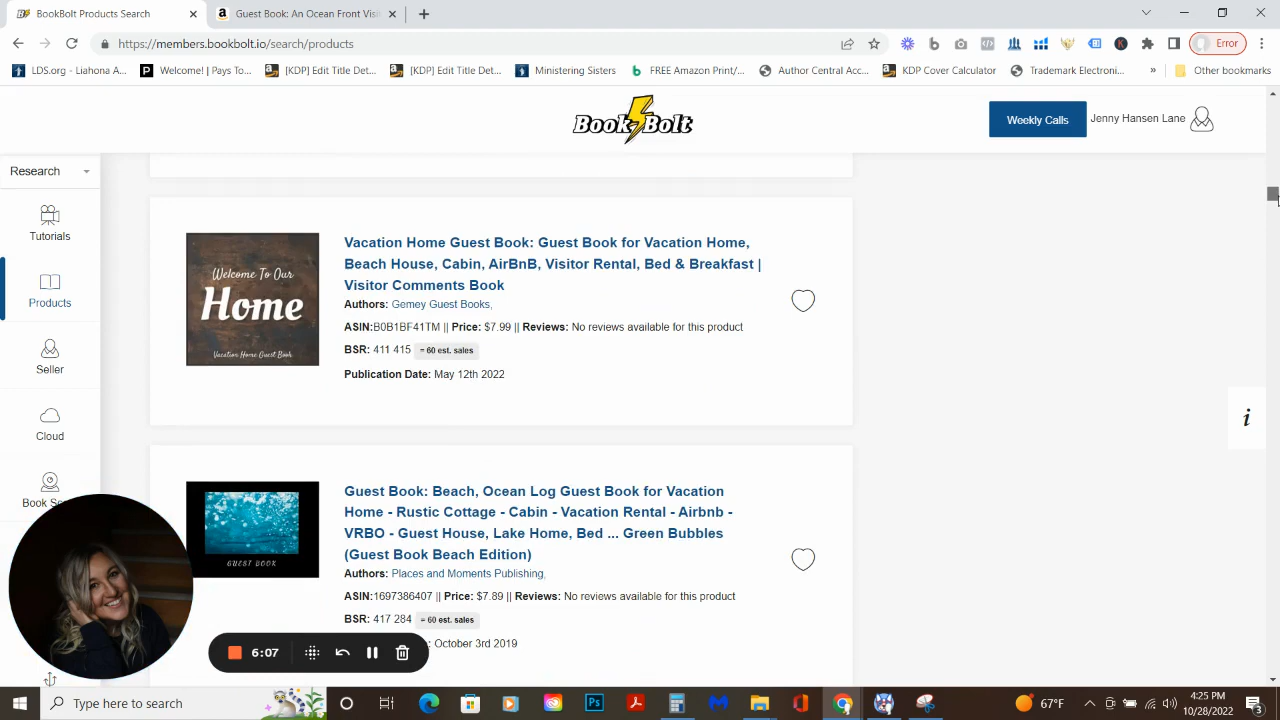 BookBolt Products Search
Guest Book: An Ocean Front Visi
https://members.bookbolt.io/search/products
Error
LDS.org - Liahona A...
Welcome! | Pays To...
[KDP] Edit Title Det...
[KDP] Edit Title Det...
Ministering Sisters
FREE Amazon Print/...
Author Central Acc...
KDP Cover Calculator
Trademark Electroni...
»
Other bookmarks
Book Bolt
Weekly Calls
Jenny Hansen Lane
Research
Tutorials
Products
Seller
Cloud
Welcome To Our
Home
Vacation Home Guest Book
Vacation Home Guest Book: Guest Book for Vacation Home,
Beach House, Cabin, AirBnB, Visitor Rental, Bed & Breakfast |
Visitor Comments Book
Authors: Gemey Guest Books,
ASIN:B0B1BF41TM || Price: $7.99 || Reviews: No reviews available for this product
BSR: 411 415 ≈ 60 est. sales
Publication Date: May 12th 2022
i
GUEST BOOK
Guest Book: Beach, Ocean Log Guest Book for Vacation
Home - Rustic Cottage - Cabin - Vacation Rental - Airbnb -
VRBO - Guest House, Lake Home, Bed ... Green Bubbles
(Guest Book Beach Edition)
Authors: Places and Moments Publishing,
ASIN:1697386407 || Price: $7.89 || Reviews: No reviews available for this product
BSR: 417 284 ≈ 60 est. sales
: October 3rd 2019
6:07
Type here to search
Ps
67°F
4:25 PM
10/28/2022